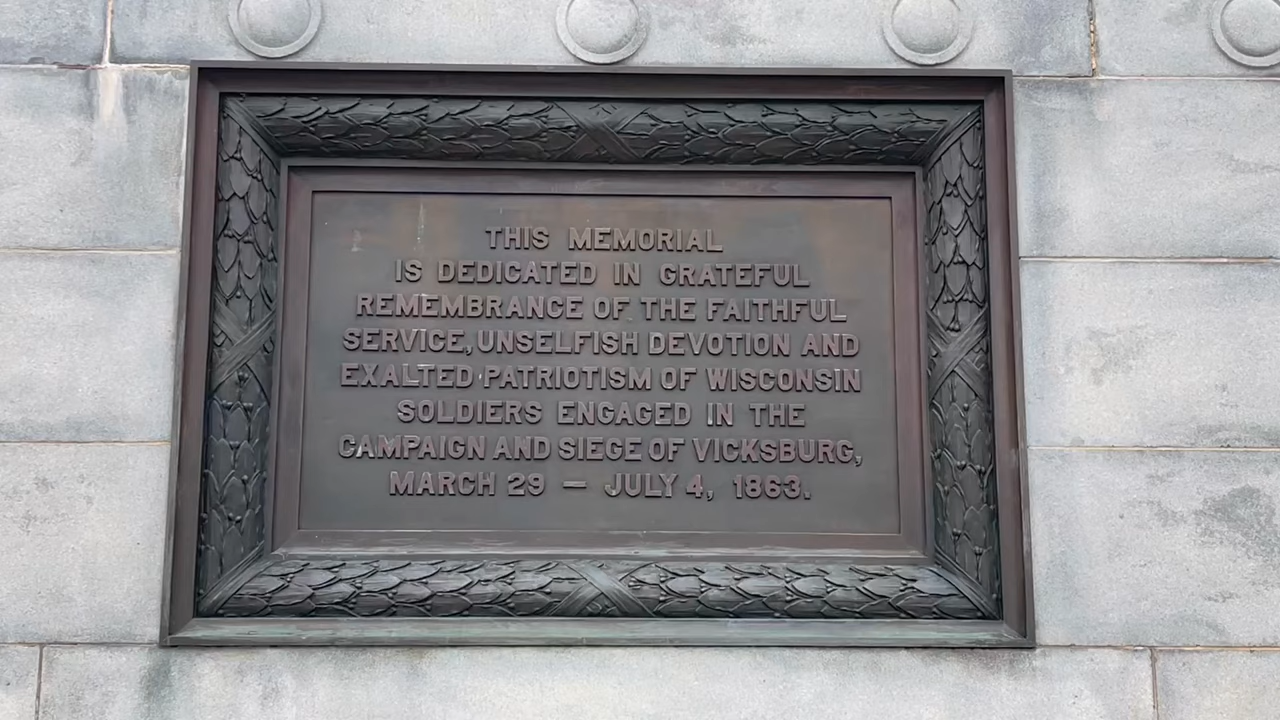 THIS MEMORIAL
IS DEDICATED IN GRATEFUL
REMEMBRANCE OF THE FAITHFUL
SERVICE, UNSELFISH DEVOTION AND
EXALTED PATRIOTISM OF WISCONSIN
SOLDIERS ENGAGED IN THE
CAMPAIGN AND SIEGE OF VICKSBURG,
MARCH 29 — JULY 4, 1863.